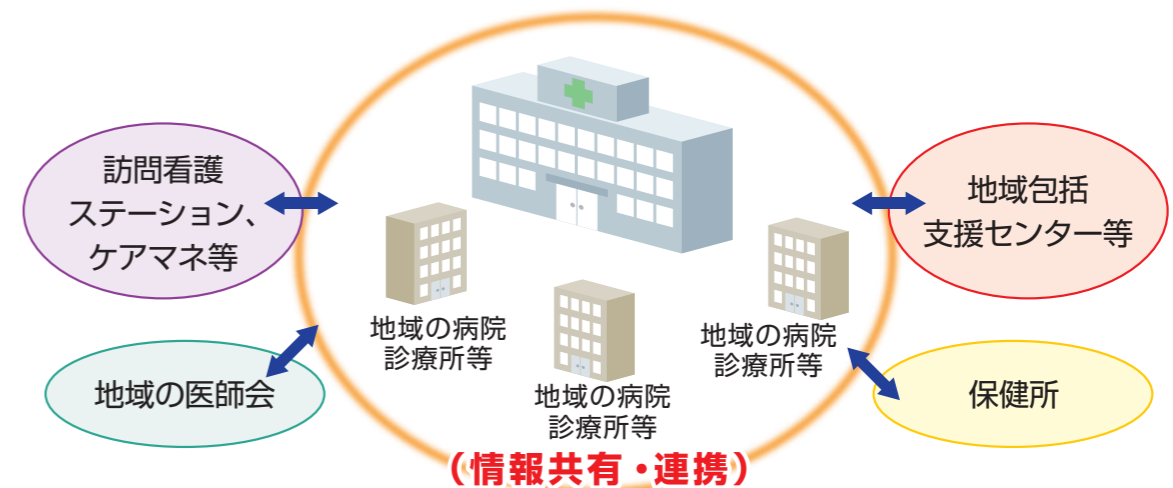 訪問看護
ステーション、
ケアマネ等
地域包括
支援センター等
地域の病院
診療所等
地域の病院
診療所等
地域の病院
診療所等
地域の医師会
保健所
(情報共有・連携)